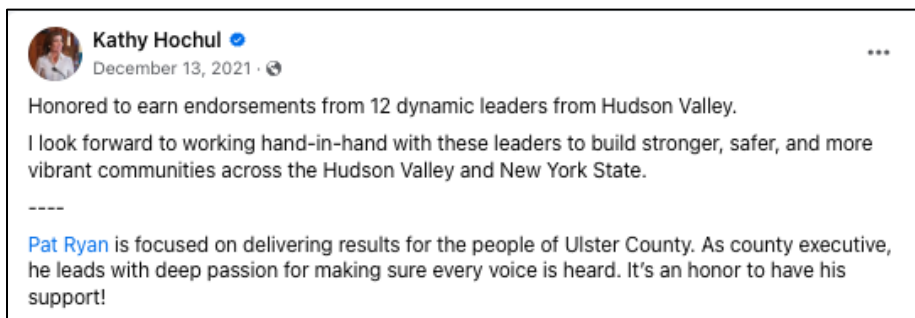 Kathy Hochul
December 13, 2021 ·
Honored to earn endorsements from 12 dynamic leaders from Hudson Valley.
I look forward to working hand-in-hand with these leaders to build stronger, safer, and more
vibrant communities across the Hudson Valley and New York State.
----
Pat Ryan is focused on delivering results for the people of Ulster County. As county executive,
he leads with deep passion for making sure every voice is heard. It’s an honor to have his
support!